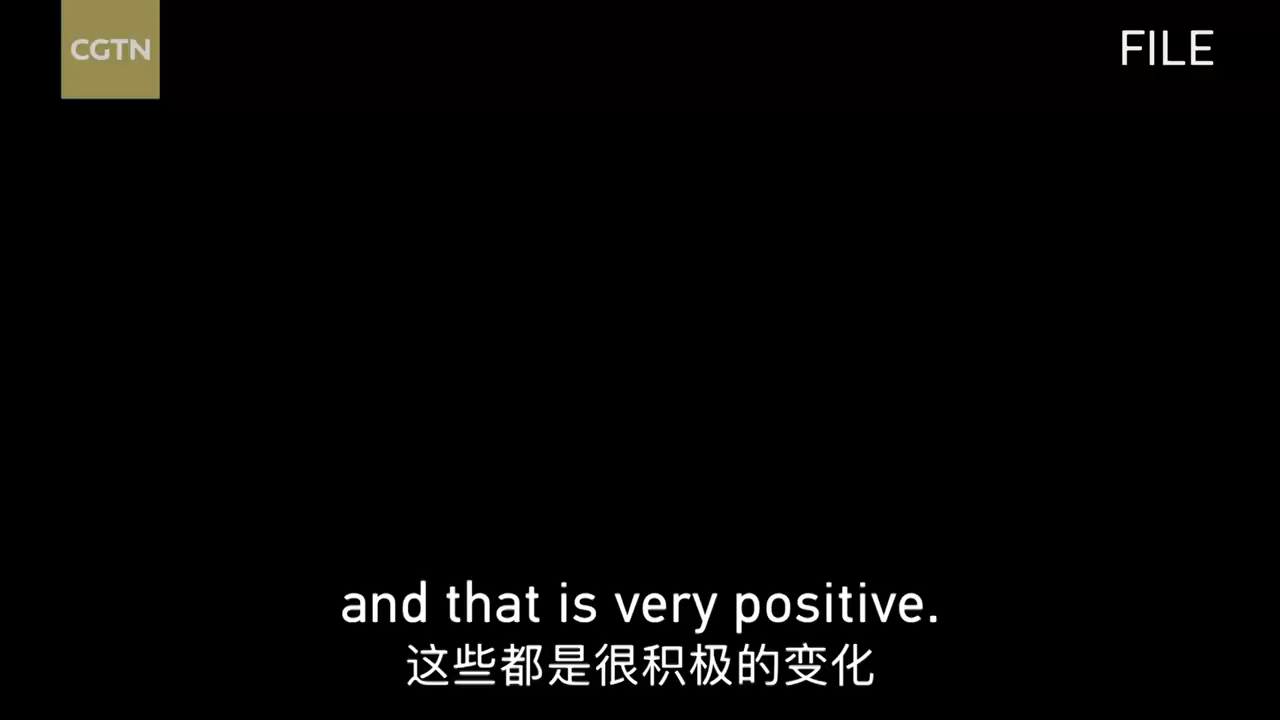 CGTN
FILE
and that is very positive.
这些都是很积极的变化